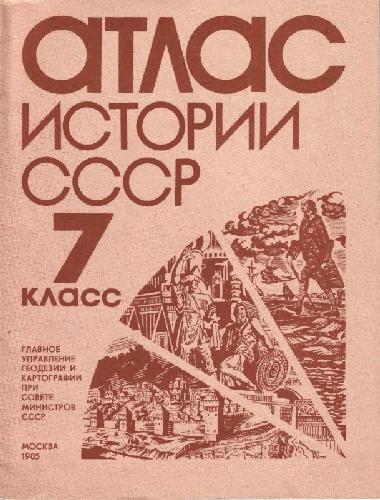 АТЛАС
ИСТОРИИ
СССР
7
КЛАСС
ГЛАВНОЕ
УПРАВЛЕНИЕ
ГЕОДЕЗИИ И
КАРТОГРАФИИ
ПРИ
СОВЕТЕ
МИНИСТРОВ
СССР
МОСКВА
1985